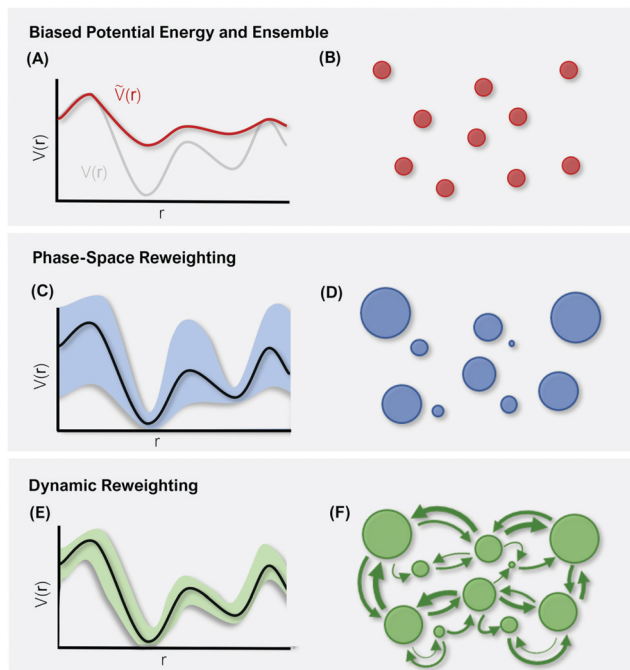 Biased Potential Energy and Ensemble
(A)
(B)
Ṽ(r)
V(r)
V(r)
r
Phase-Space Reweighting
(C)
(D)
V(r)
r
Dynamic Reweighting
(E)
(F)
V(r)
r